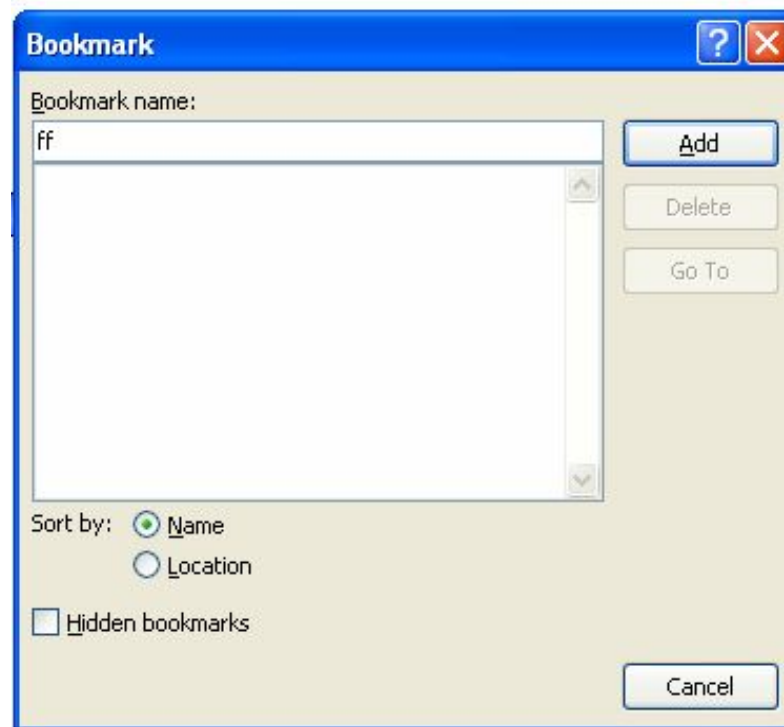 Bookmark
Bookmark name:
ff
Add
Delete
Go To
Sort by: Name
Location
Hidden bookmarks
Cancel